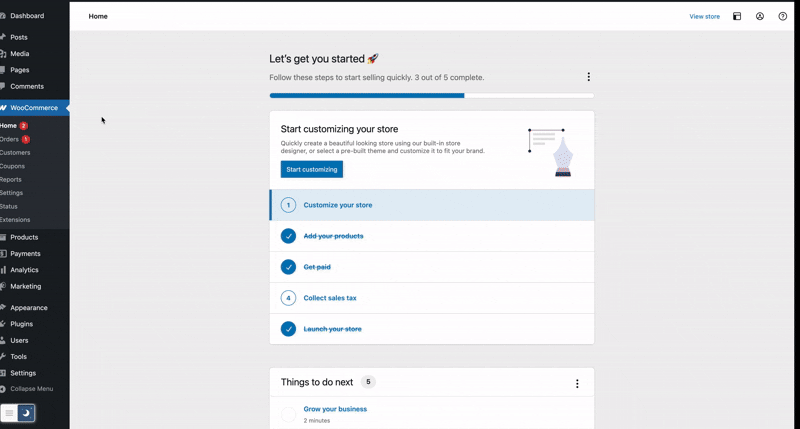 Dashboard
Posts
Media
Pages
Comments
WooCommerce
Home 2
Orders 1
Customers
Coupons
Reports
Settings
Status
Extensions
Products
Payments
Analytics
Marketing
Appearance
Plugins
Users
Tools
Settings
Collapse Menu
Home
View store
Let's get you started 🚀
Follow these steps to start selling quickly. 3 out of 5 complete.
Start customizing your store
Quickly create a beautiful looking store using our built-in store
designer, or select a pre-built theme and customize it to fit your brand.
Start customizing
1 Customize your store
Add your products
Get paid
4 Collect sales tax
Launch your store
Things to do next 5
Grow your business
2 minutes